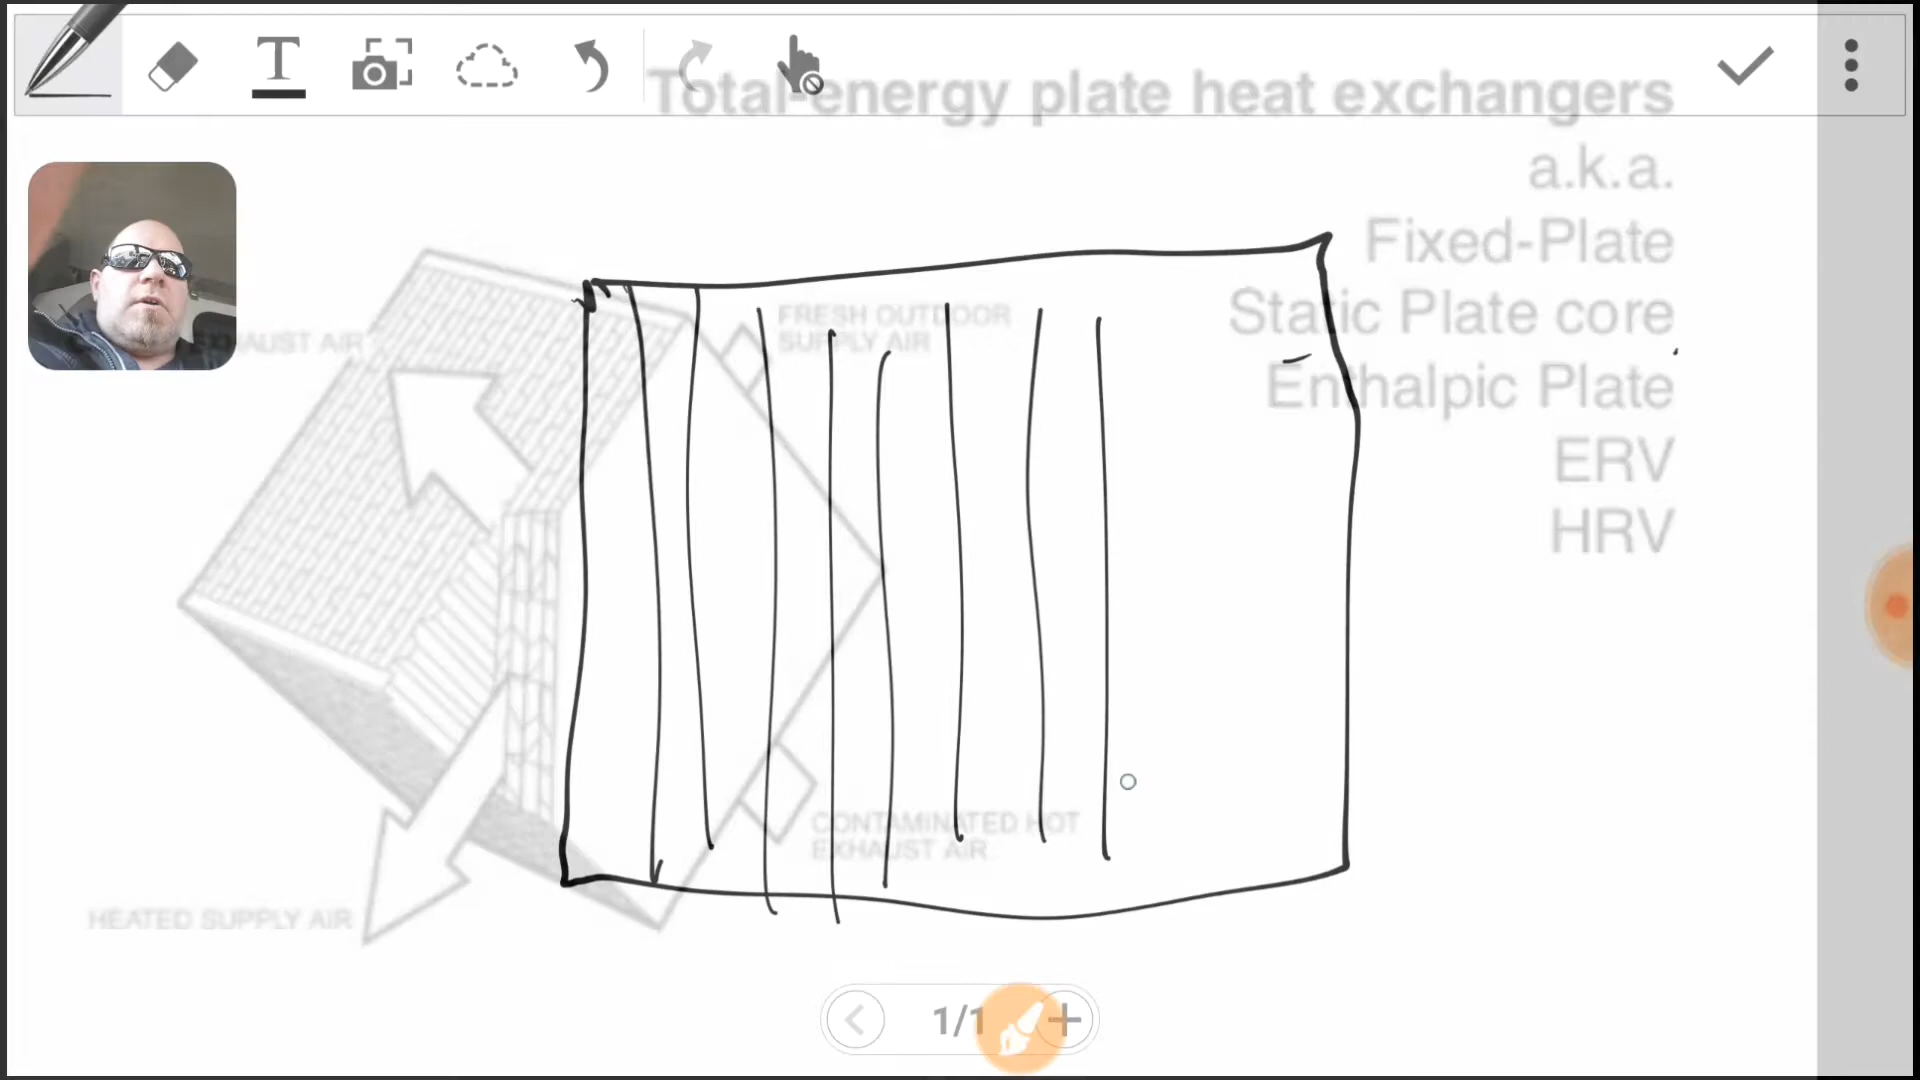 T
Total-energy plate heat exchangers
a.k.a.
Fixed-Plate
Static Plate core
Enthalpic Plate
ERV
HRV
EXHAUST AIR
FRESH OUTDOOR
SUPPLY AIR
CONTAMINATED HOT
EXHAUST AIR
HEATED SUPPLY AIR
1/1